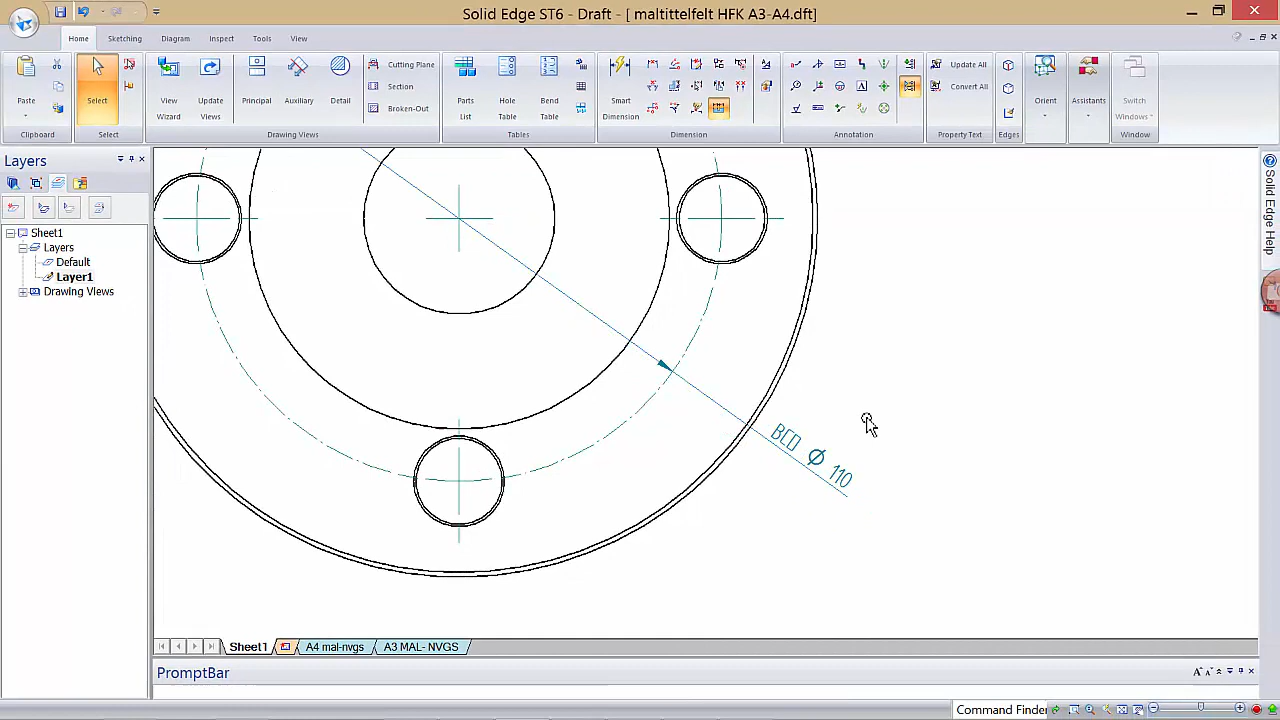 Solid Edge ST6 - Draft - [ maltittelfelt HFK A3-A4.dft]
Home
Sketching
Diagram
Inspect
Tools
View
Paste
Select
View Wizard
Update Views
Principal
Auxiliary
Detail
Cutting Plane
Section
Broken-Out
Parts List
Hole Table
Bend Table
Smart Dimension
Update All
Convert All
Orient
Assistants
Switch Windows
Clipboard
Select
Drawing Views
Tables
Dimension
Annotation
Property Text
Edges
Window
Layers
Sheet1
Layers
Default
Layer1
Drawing Views
Solid Edge Help
Sheet1
A4 mal-nvgs
A3 MAL- NVGS
PromptBar
Command Finder